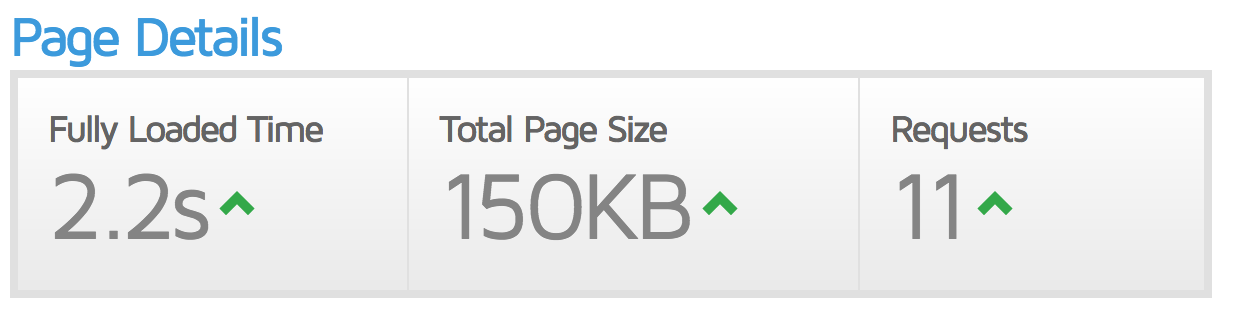 Page Details
Fully Loaded Time
2.2s
Total Page Size
150KB
Requests
11